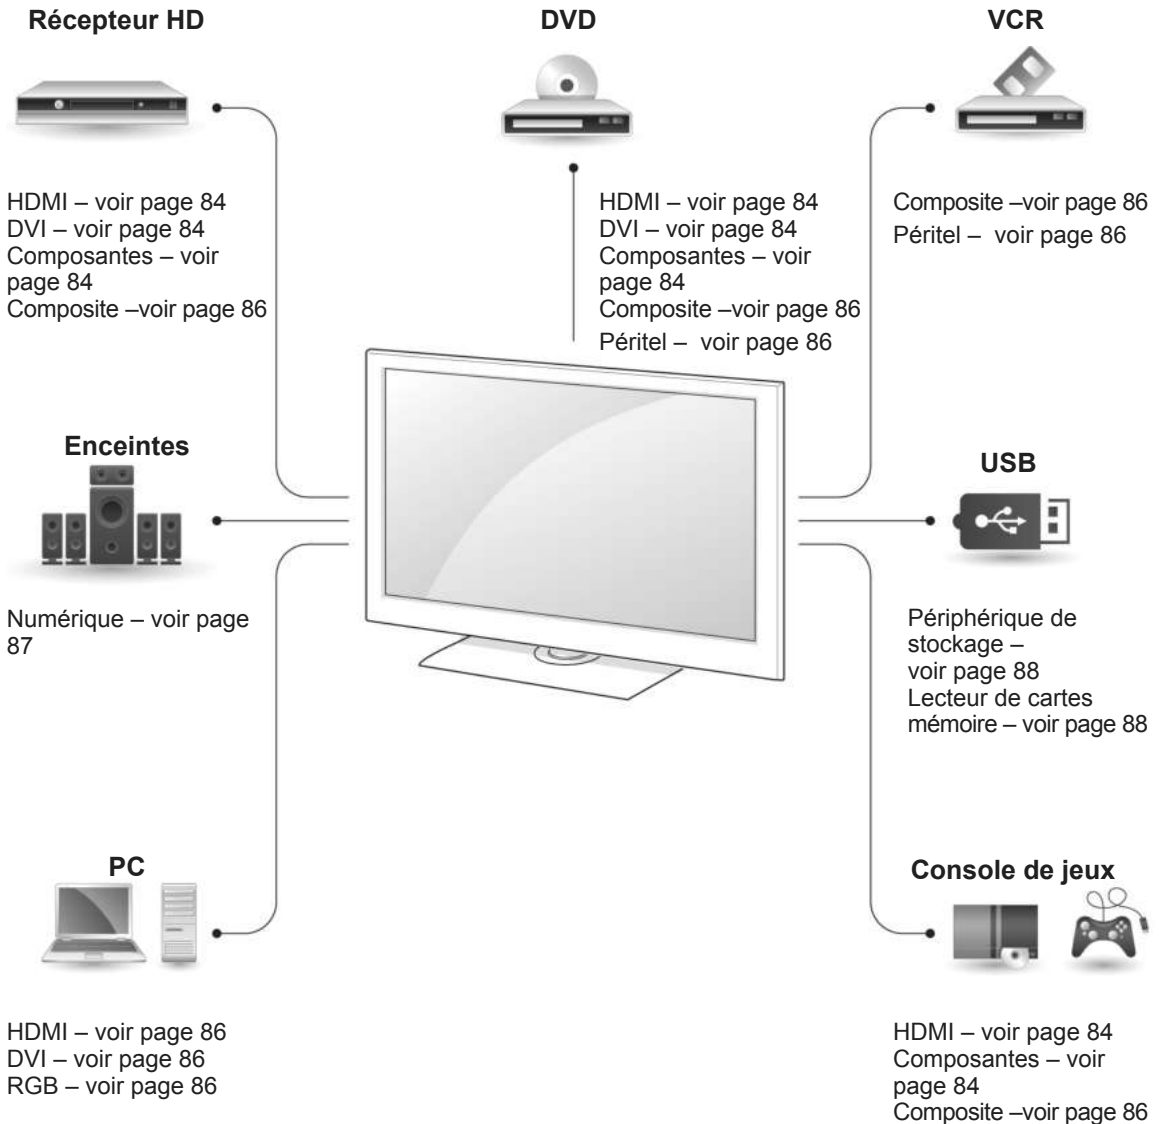 Récepteur HD
HDMI – voir page 84
DVI – voir page 84
Composantes – voir
page 84
Composite –voir page 86
DVD
HDMI – voir page 84
DVI – voir page 84
Composantes – voir
page 84
Composite –voir page 86
Péritel – voir page 86
VCR
Composite –voir page 86
Péritel – voir page 86
Enceintes
Numérique – voir page
87
USB
Périphérique de
stockage –
voir page 88
Lecteur de cartes
mémoire – voir page 88
PC
HDMI – voir page 86
DVI – voir page 86
RGB – voir page 86
Console de jeux
HDMI – voir page 84
Composantes – voir
page 84
Composite –voir page 86